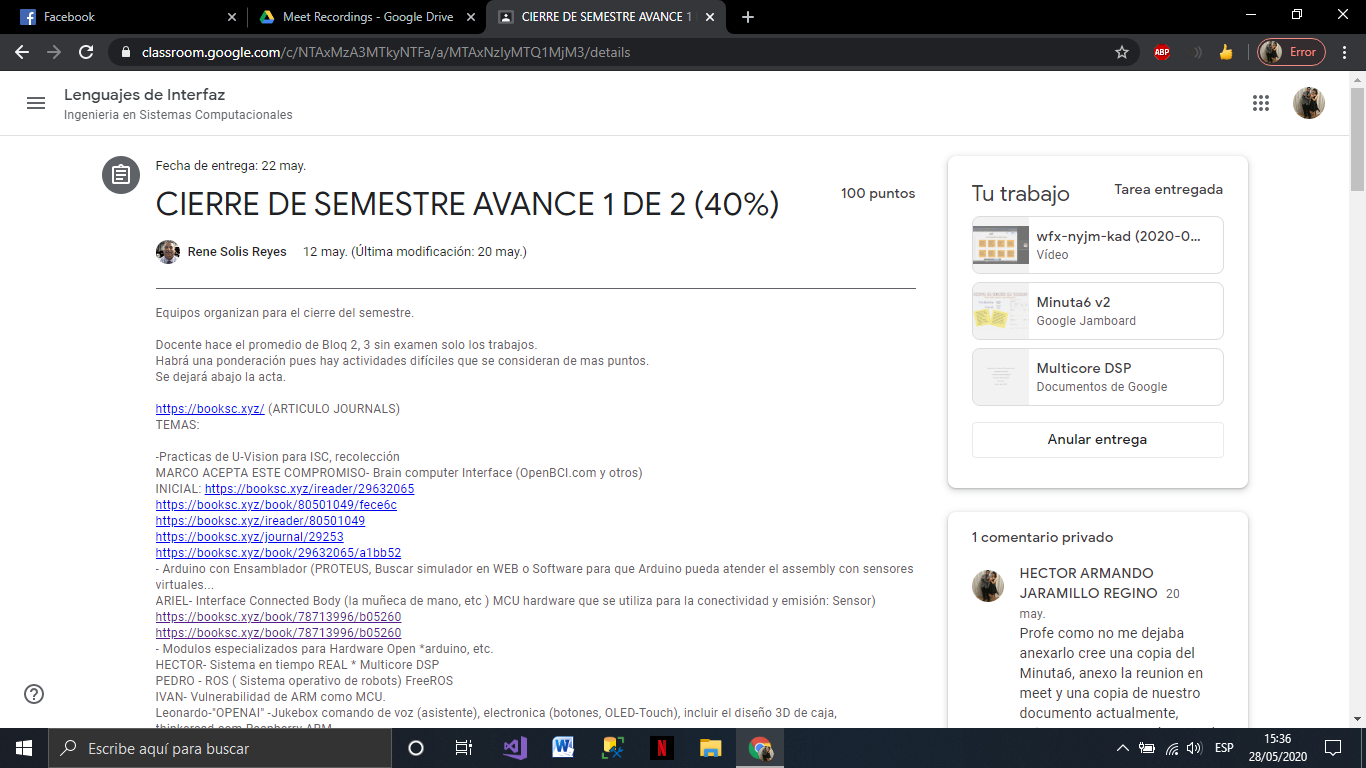 Facebook
Meet Recordings - Google Drive
CIERRE DE SEMESTRE AVANCE 1
classroom.google.com/c/NTAxMzA3MTkyNTFa/a/MTAxNzIyMTQ1MjM3/details
ABP
Error
Lenguajes de Interfaz
Ingenieria en Sistemas Computacionales
Fecha de entrega: 22 may.
CIERRE DE SEMESTRE AVANCE 1 DE 2 (40%)
100 puntos
Rene Solis Reyes 12 may. (Última modificación: 20 may.)
Equipos organizan para el cierre del semestre.
Docente hace el promedio de Bloq 2, 3 sin examen solo los trabajos.
Habrá una ponderación pues hay actividades difíciles que se consideran de mas puntos.
Se dejará abajo la acta.
https://booksc.xyz/ (ARTICULO JOURNALS)
TEMAS:
-Practicas de U-Vision para ISC, recolección
MARCO ACEPTA ESTE COMPROMISO- Brain computer Interface (OpenBCI.com y otros)
INICIAL: https://booksc.xyz/ireader/29632065
https://booksc.xyz/book/80501049/fece6c
https://booksc.xyz/ireader/80501049
https://booksc.xyz/journal/29253
https://booksc.xyz/book/29632065/a1bb52
- Arduino con Ensamblador (PROTEUS, Buscar simulador en WEB o Software para que Arduino pueda atender el assembly con sensores
virtuales...
ARIEL- Interface Connected Body (la muñeca de mano, etc ) MCU hardware que se utiliza para la conectividad y emisión: Sensor)
https://booksc.xyz/book/78713996/b05260
https://booksc.xyz/book/78713996/b05260
- Modulos especializados para Hardware Open *arduino, etc.
HECTOR- Sistema en tiempo REAL * Multicore DSP
PEDRO - ROS ( Sistema operativo de robots) FreeROS
IVAN- Vulnerabilidad de ARM como MCU.
Leonardo-"OPENAI" -Jukebox comando de voz (asistente), electronica (botones, OLED-Touch), incluir el diseño 3D de caja,
Tu trabajo
Tarea entregada
wfx-nyjm-kad (2020-0...
Vídeo
Minuta6 v2
Google Jamboard
Multicore DSP
Documentos de Google
Anular entrega
1 comentario privado
HECTOR ARMANDO
JARAMILLO REGINO 20
may.
Profe como no me dejaba
anexarlo cree una copia del
Minuta6, anexo la reunion en
meet y una copia de nuestro
documento actualmente,
Escribe aquí para buscar
ESP
15:36
28/05/2020